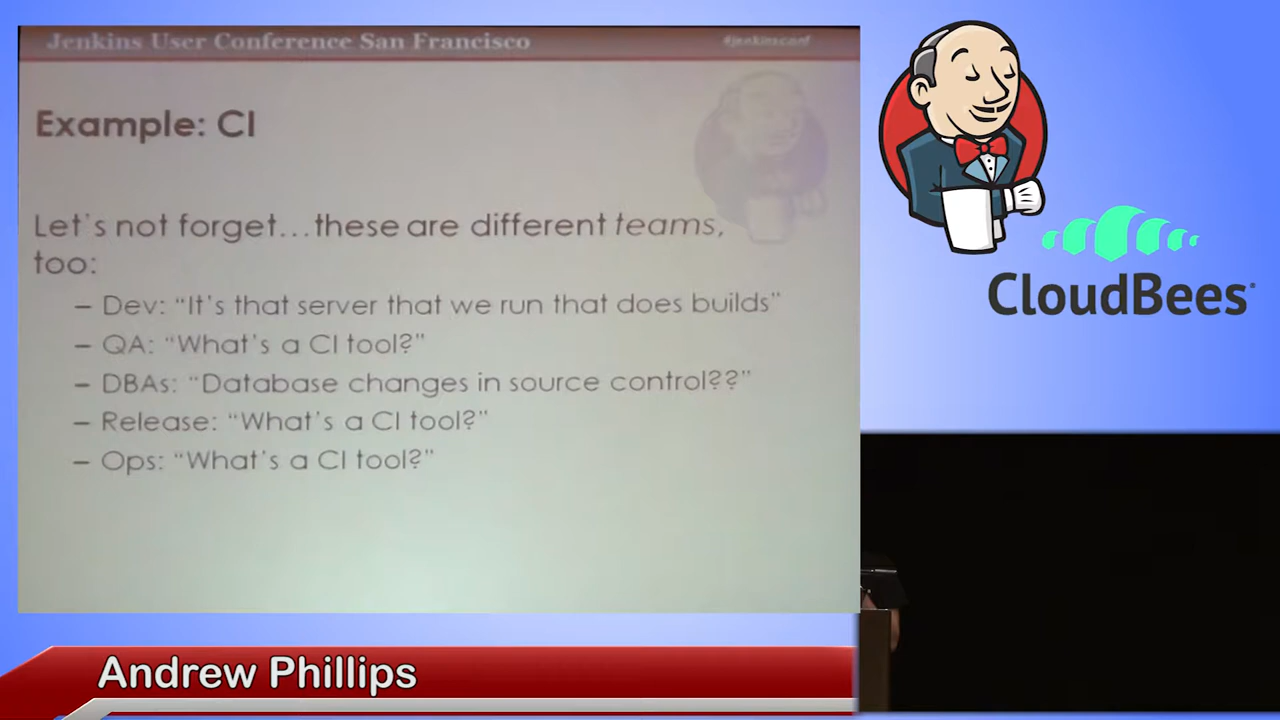 Jenkins User Conference San Francisco
#jenkinsconf
Example: CI
Let's not forget...these are different teams,
too:
– Dev: “It's that server that we run that does builds”
– QA: “What's a CI tool?”
– DBAs: “Database changes in source control??”
– Release: “What's a CI tool?”
– Ops: “What's a CI tool?”
CloudBees
Andrew Phillips